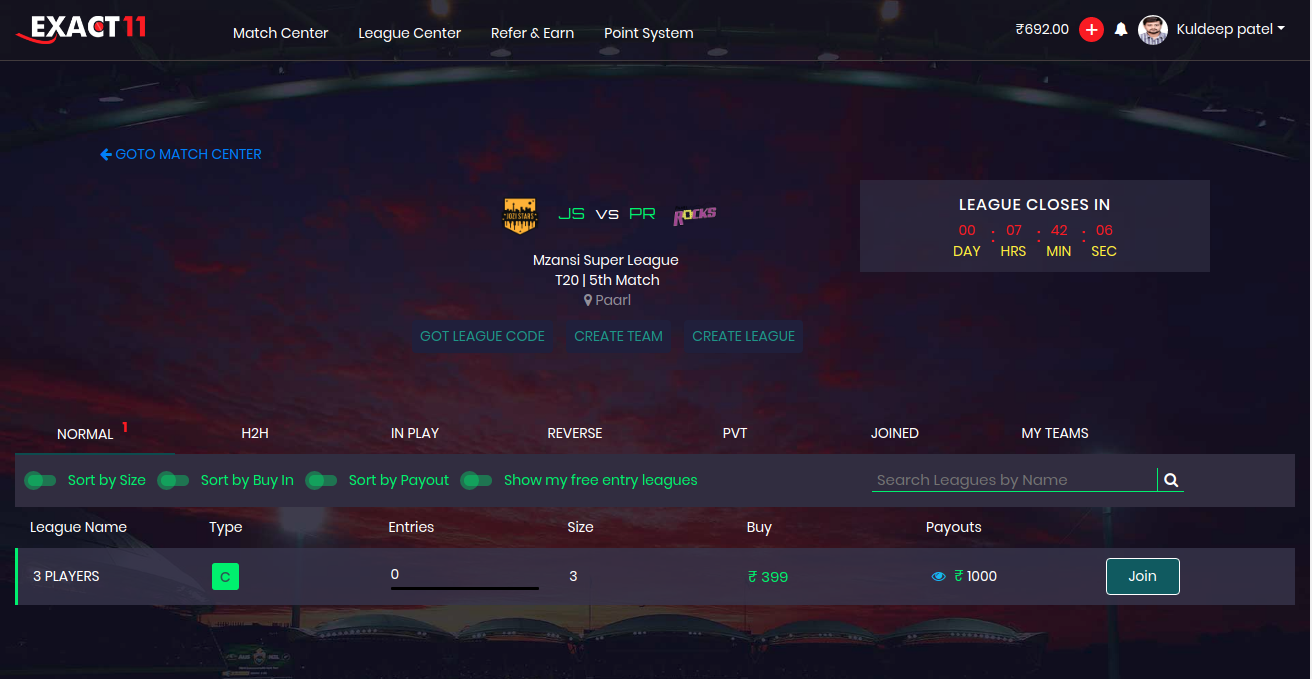 EXACT11
Match Center League Center Refer & Earn Point System
₹692.00 Kuldeep patel
GOTO MATCH CENTER
JOZI STARS JS VS PR ROCKS
Mzansi Super League
T20 | 5th Match
Paarl
LEAGUE CLOSES IN
00 : 07 : 42 : 06
DAY HRS MIN SEC
GOT LEAGUE CODE CREATE TEAM CREATE LEAGUE
NORMAL 1 H2H IN PLAY REVERSE PVT JOINED MY TEAMS
Sort by Size Sort by Buy In Sort by Payout Show my free entry leagues Search Leagues by Name
League Name Type Entries Size Buy Payouts
3 PLAYERS C 0 3 ₹ 399 ₹ 1000 Join